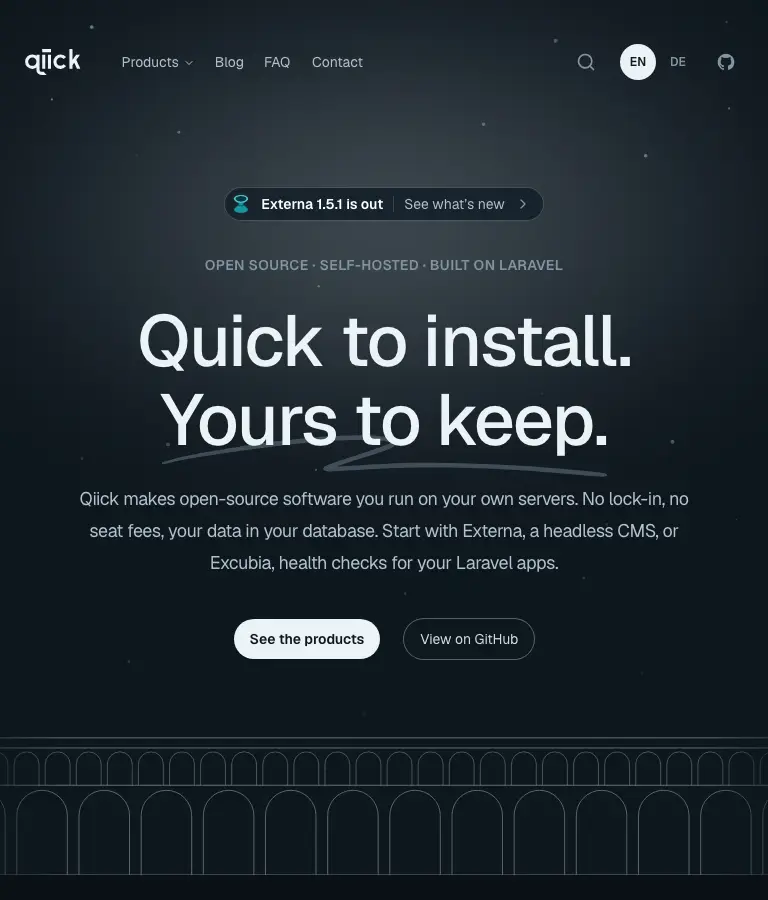 qiick
Products
Blog
FAQ
Contact
EN
DE
Externa 1.5.1 is out
See what's new
OPEN SOURCE · SELF-HOSTED · BUILT ON LARAVEL
Quick to install.
Yours to keep.
Qiick makes open-source software you run on your own servers. No lock-in, no
seat fees, your data in your database. Start with Externa, a headless CMS, or
Excubia, health checks for your Laravel apps.
See the products
View on GitHub